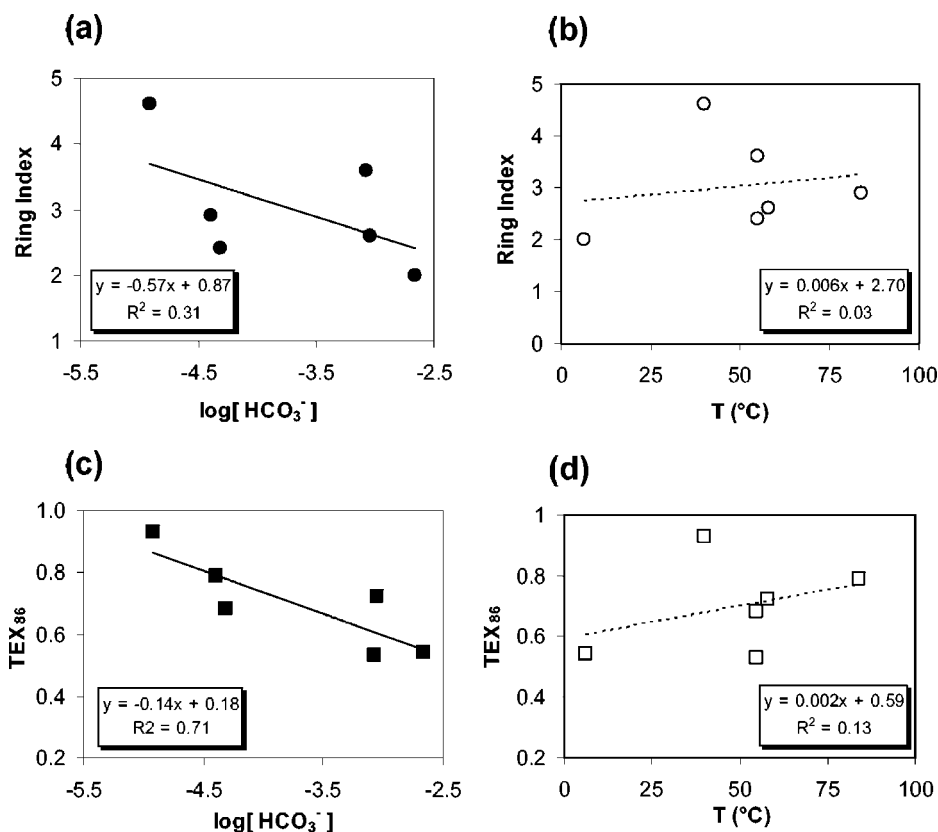 (a)
5
4
3
2
1
Ring Index
y = -0.57x + 0.87
R² = 0.31
-5.5
-4.5
-3.5
-2.5
log[ HCO₃⁻ ]
(b)
5
4
3
2
1
0
Ring Index
y = 0.006x + 2.70
R² = 0.03
0
25
50
75
100
T (°C)
(c)
1.0
0.8
0.6
0.4
0.2
TEX₈₆
y = -0.14x + 0.18
R2 = 0.71
-5.5
-4.5
-3.5
-2.5
log[ HCO₃⁻ ]
(d)
1
0.8
0.6
0.4
0.2
TEX₈₆
y = 0.002x + 0.59
R² = 0.13
0
25
50
75
100
T (°C)